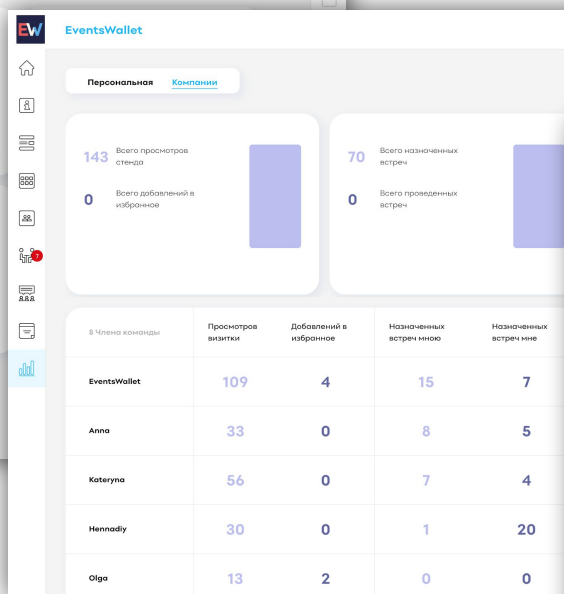 EW
EventsWallet
Персональная Компании
143 Всего просмотров
стенда
0 Всего добавлений в
избранное
70 Всего назначенных
встреч
0 Всего проведенных
встреч
7
8 Члена команды
Просмотров
визитки
Добавлений в
избранное
Назначенных
встреч мною
Назначенных
встреч мне
EventsWallet 109 4 15 7
Anna 33 0 8 5
Kateryna 56 0 7 4
Hennadiy 30 0 1 20
Olga 13 2 0 0